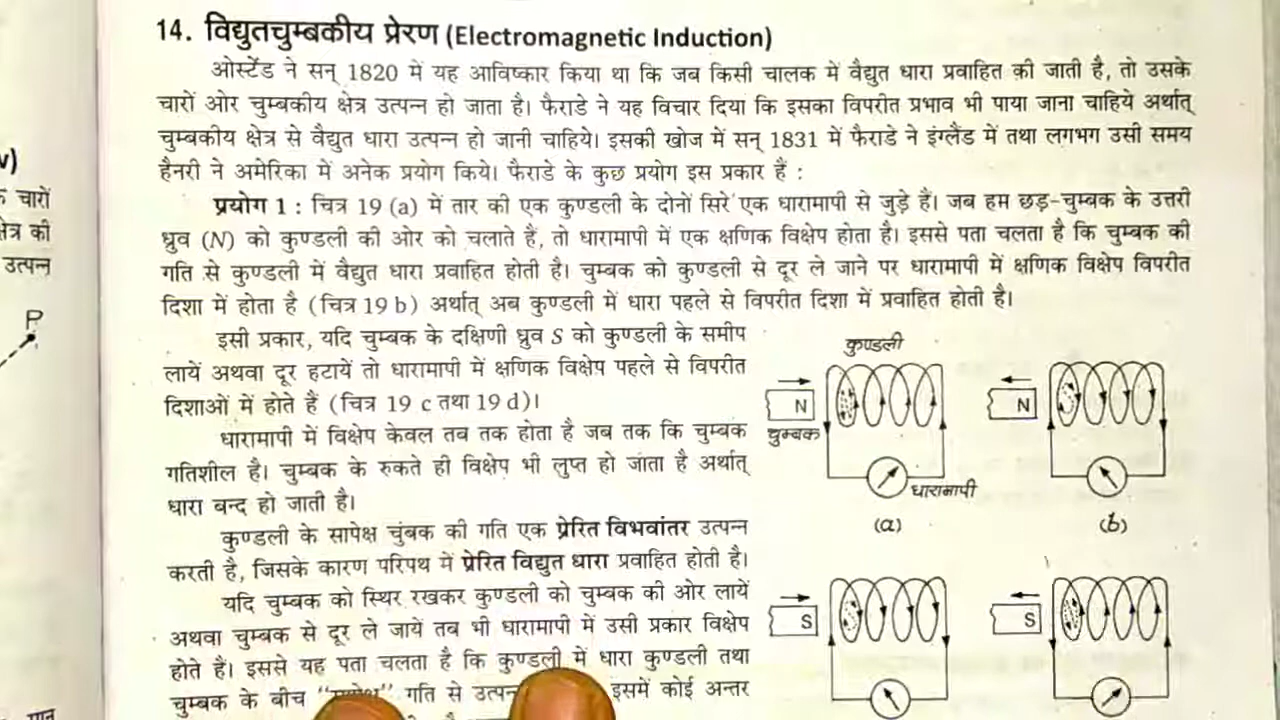 14. विद्युतचुम्बकीय प्रेरण (Electromagnetic Induction)
ओर्स्टेड ने सन् 1820 में यह आविष्कार किया था कि जब किसी चालक में वैद्युत धारा प्रवाहित की जाती है, तो उसके
चारों ओर चुम्बकीय क्षेत्र उत्पन्न हो जाता है। फैराडे ने यह विचार दिया कि इसका विपरीत प्रभाव भी पाया जाना चाहिये अर्थात्
चुम्बकीय क्षेत्र से वैद्युत धारा उत्पन्न हो जानी चाहिये। इसकी खोज में सन् 1831 में फैराडे ने इंग्लैंड में तथा लगभग उसी समय
हैनरी ने अमेरिका में अनेक प्रयोग किये। फैराडे के कुछ प्रयोग इस प्रकार हैं :
प्रयोग 1 : चित्र 19 (a) में तार की एक कुण्डली के दोनों सिरे एक धारामापी से जुड़े हैं। जब हम छड़-चुम्बक के उत्तरी
ध्रुव (N) को कुण्डली की ओर को चलाते हैं, तो धारामापी में एक क्षणिक विक्षेप होता है। इससे पता चलता है कि चुम्बक की
गति से कुण्डली में वैद्युत धारा प्रवाहित होती है। चुम्बक को कुण्डली से दूर ले जाने पर धारामापी में क्षणिक विक्षेप विपरीत
दिशा में होता है (चित्र 19 b) अर्थात् अब कुण्डली में धारा पहले से विपरीत दिशा में प्रवाहित होती है।
इसी प्रकार, यदि चुम्बक के दक्षिणी ध्रुव S को कुण्डली के समीप
लायें अथवा दूर हटायें तो धारामापी में क्षणिक विक्षेप पहले से विपरीत
दिशाओं में होते हैं (चित्र 19 c तथा 19 d)।
धारामापी में विक्षेप केवल तब तक होता है जब तक कि चुम्बक
गतिशील है। चुम्बक के रुकते ही विक्षेप भी लुप्त हो जाता है अर्थात्
धारा बन्द हो जाती है।
कुण्डली के सापेक्ष चुंबक की गति एक प्रेरित विभवांतर उत्पन्न
करती है, जिसके कारण परिपथ में प्रेरित विद्युत धारा प्रवाहित होती है।
यदि चुम्बक को स्थिर रखकर कुण्डली को चुम्बक की ओर लायें
अथवा चुम्बक से दूर ले जायें तब भी धारामापी में उसी प्रकार विक्षेप
होते हैं। इससे यह पता चलता है कि कुण्डली में धारा कुण्डली तथा
चुम्बक के बीच गति से इसमें कोई अन्तर
कुण्डली
N
चुम्बक
धारामापी
(a)
N
(b)
S
S
चारों
क्षेत्र की
उत्पन्न
P